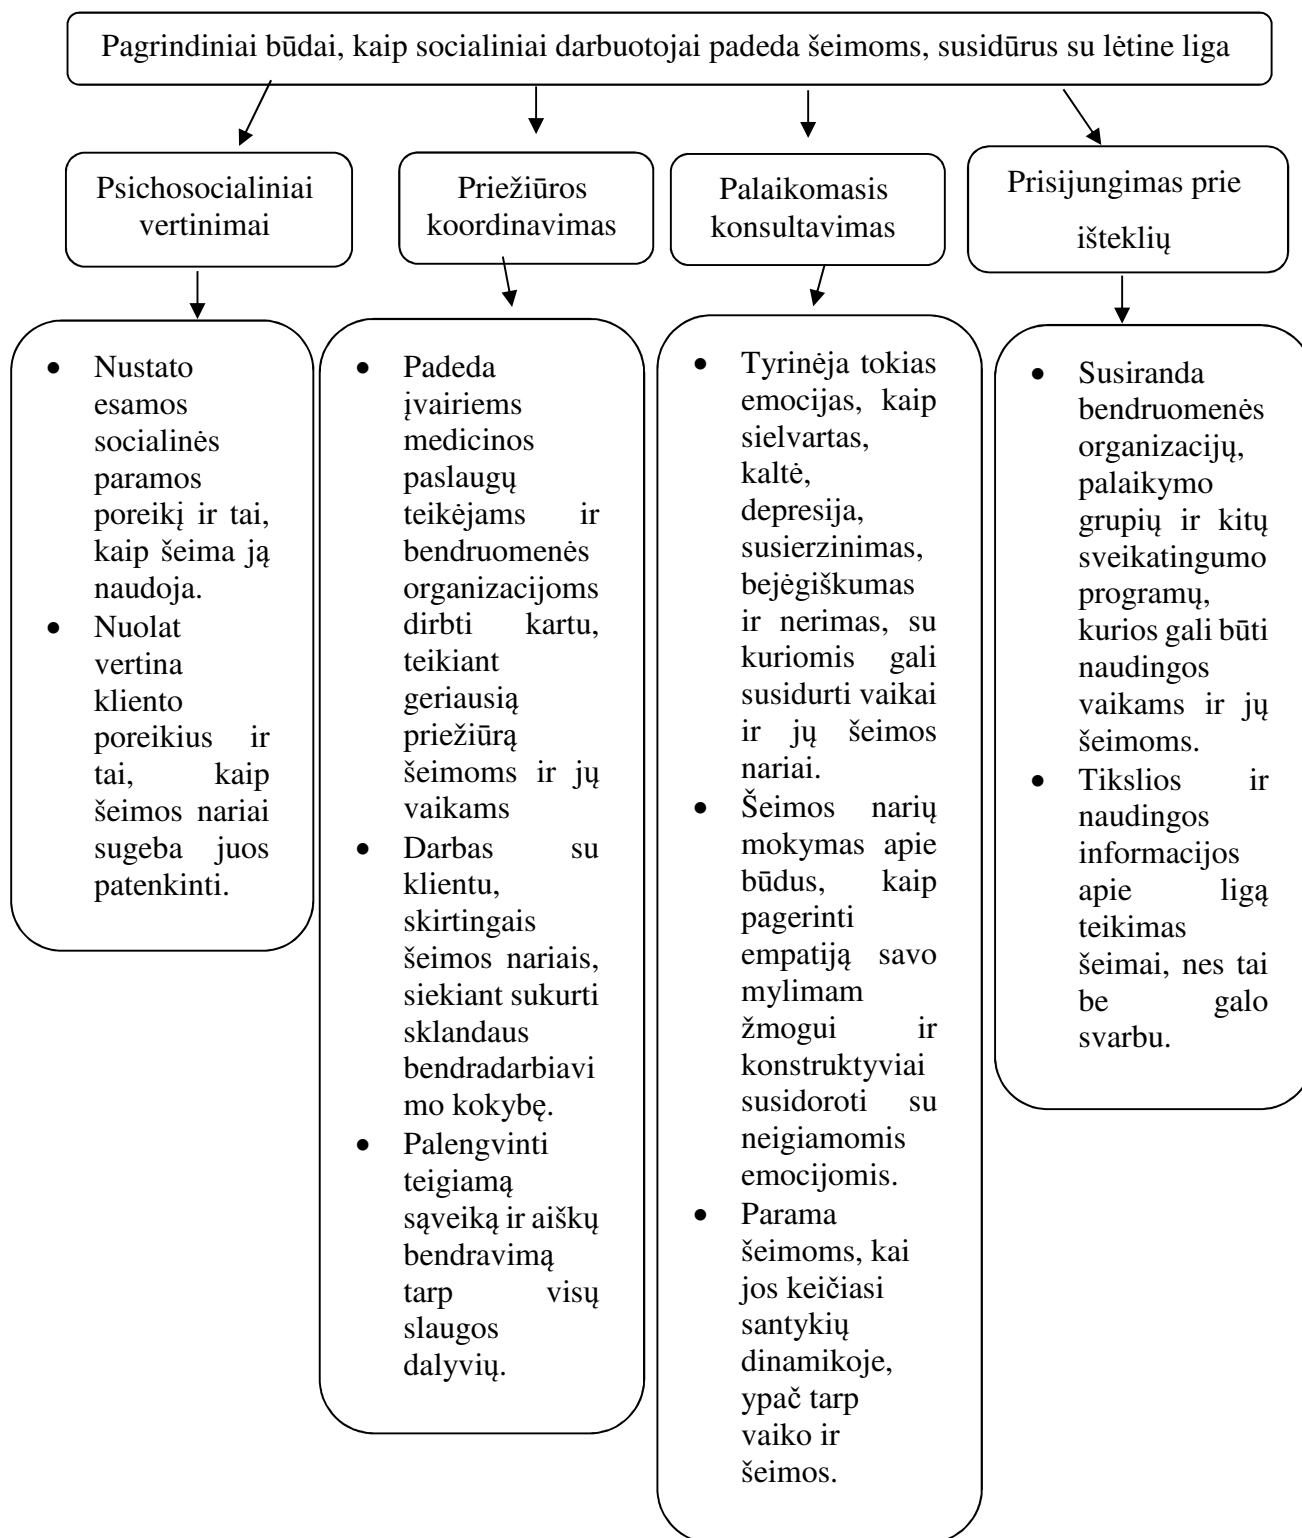 Pagrindiniai būdai, kaip socialiniai darbuotojai padeda šeimoms, susidūrus su lėtine liga
Psichosocialiniai
vertinimai
Priežiūros
koordinavimas
Palaikomasis
konsultavimas
Prisijungimas prie
išteklių
• Nustato
esamos
socialinės
paramos
poreikį ir tai,
kaip šeima ją
naudoja.
• Nuolat
vertina
kliento
poreikius ir
tai, kaip
šeimos nariai
sugeba juos
patenkinti.
• Padeda
įvairiems
medicinos
paslaugų
teikėjams ir
bendruomenės
organizacijoms
dirbti kartu,
teikiant
geriausią
priežiūrą
šeimoms ir jų
vaikams
• Darbas su
klientu,
skirtingais
šeimos nariais,
siekiant sukurti
sklandaus
bendradarbiavi
mo kokybę.
• Palengvinti
teigiamą
sąveiką ir aiškų
bendravimą
tarp visų
slaugos
dalyvių.
• Tyrinėja tokias
emocijas, kaip
sielvartas,
kaltė,
depresija,
susierzinimas,
bejėgiškumas
ir nerimas, su
kuriomis gali
susidurti vaikai
ir jų šeimos
nariai.
• Šeimos narių
mokymas apie
būdus, kaip
pagerinti
empatiją savo
mylimam
žmogui ir
konstruktyviai
susidoroti su
neigiamomis
emocijomis.
• Parama
šeimoms, kai
jos keičiasi
santykių
dinamikoje,
ypač tarp
vaiko ir
šeimos.
• Susiranda
bendruomenės
organizacijų,
palaikymo
grupių ir kitų
sveikatingumo
programų,
kurios gali būti
naudingos
vaikams ir jų
šeimoms.
• Tikslios ir
naudingos
informacijos
apie ligą
teikimas
šeimai, nes tai
be galo
svarbu.